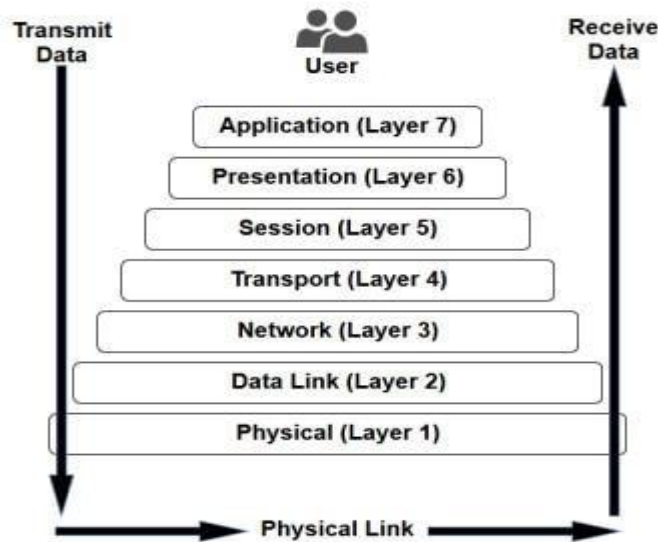 Transmit
Data
User
Receive
Data
Application (Layer 7)
Presentation (Layer 6)
Session (Layer 5)
Transport (Layer 4)
Network (Layer 3)
Data Link (Layer 2)
Physical (Layer 1)
Physical Link